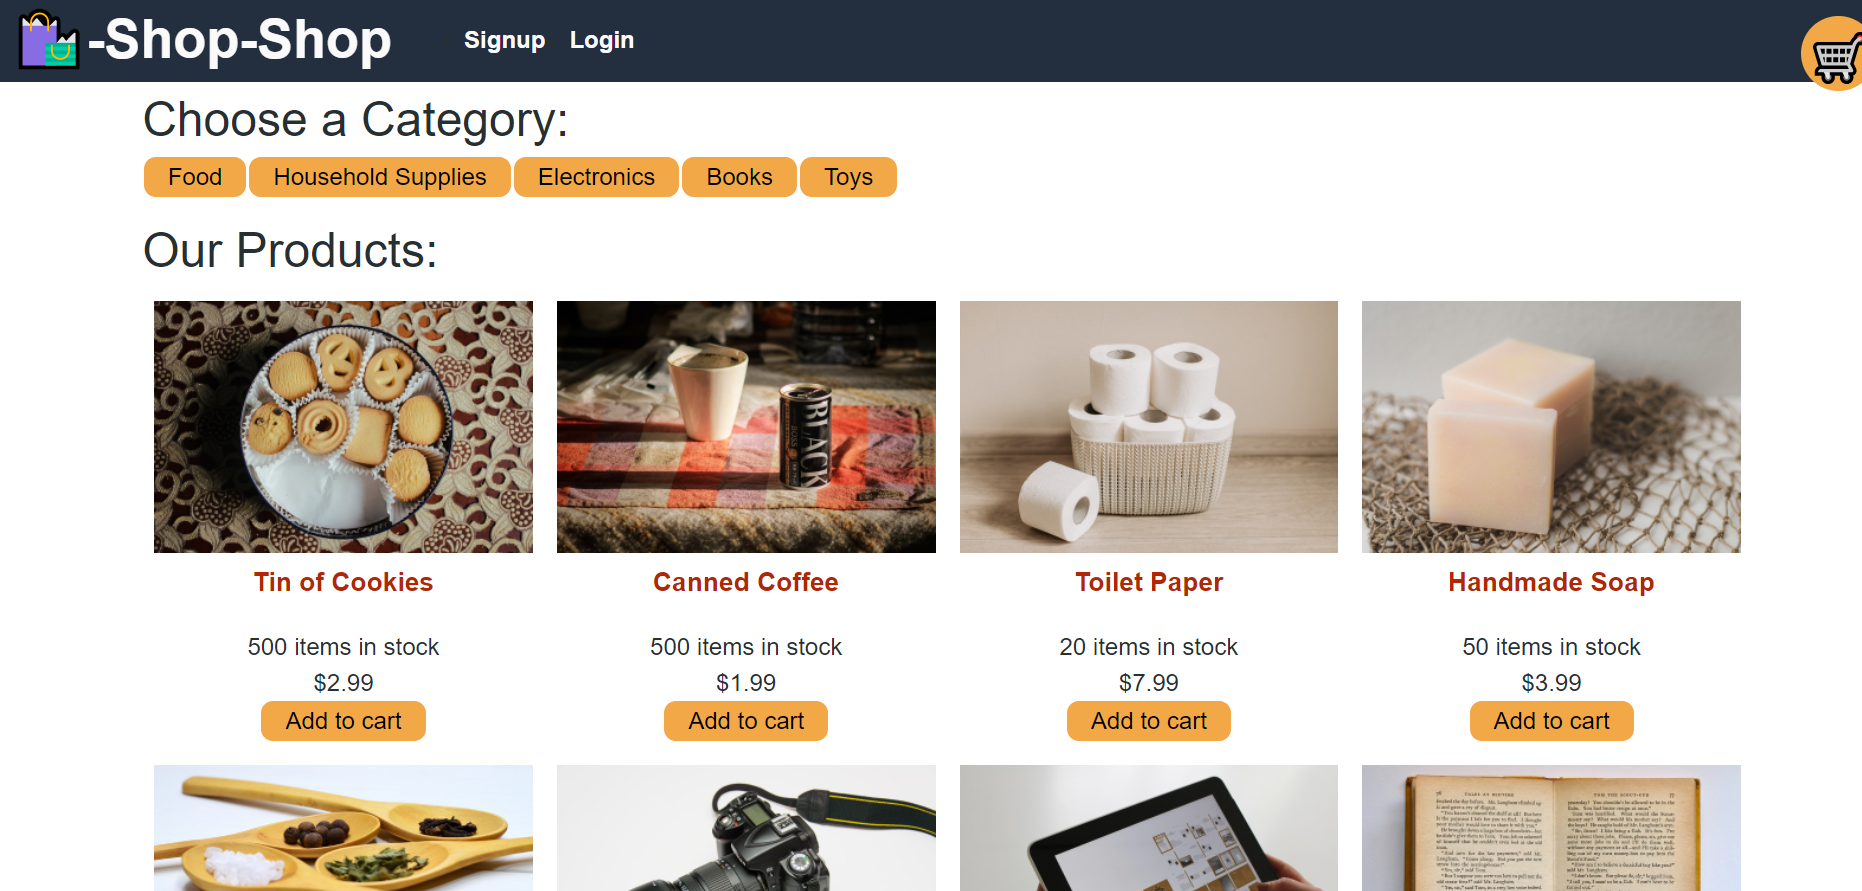 -Shop-Shop
Signup Login
Choose a Category:
Food Household Supplies Electronics Books Toys
Our Products:
BLACK
BOSS
Tin of Cookies Canned Coffee Toilet Paper Handmade Soap
500 items in stock 500 items in stock 20 items in stock 50 items in stock
$2.99 $1.99 $7.99 $3.99
Add to cart Add to cart Add to cart Add to cart